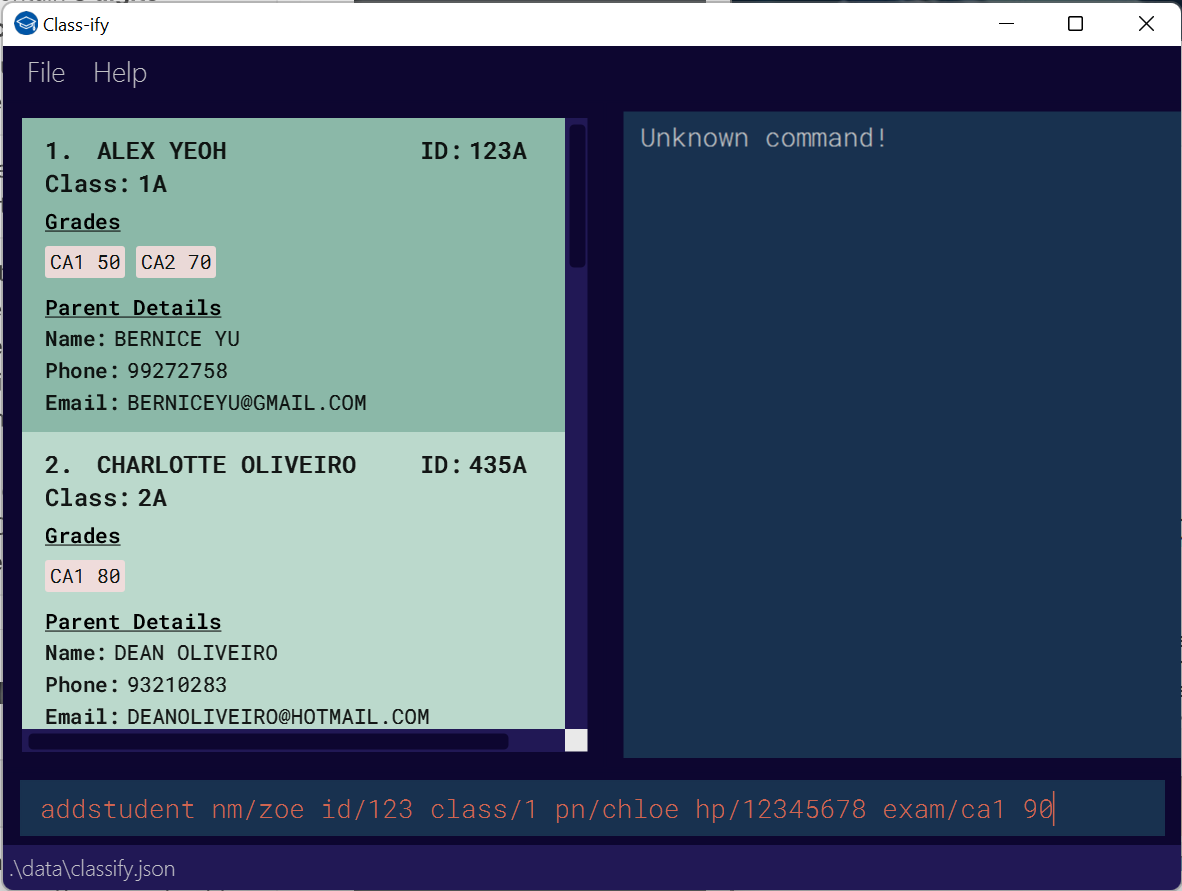 Class-ify
File Help
1. ALEX YEOH ID: 123A
Class: 1A
Grades
CA1 50 CA2 70
Parent Details
Name: BERNICE YU
Phone: 99272758
Email: BERNICEYU@GMAIL.COM
2. CHARLOTTE OLIVEIRO ID: 435A
Class: 2A
Grades
CA1 80
Parent Details
Name: DEAN OLIVEIRO
Phone: 93210283
Email: DEANOLIVEIRO@HOTMAIL.COM
Unknown command!
addstudent nm/zoe id/123 class/1 pn/chloe hp/12345678 exam/ca1 90
.\data\classify.json